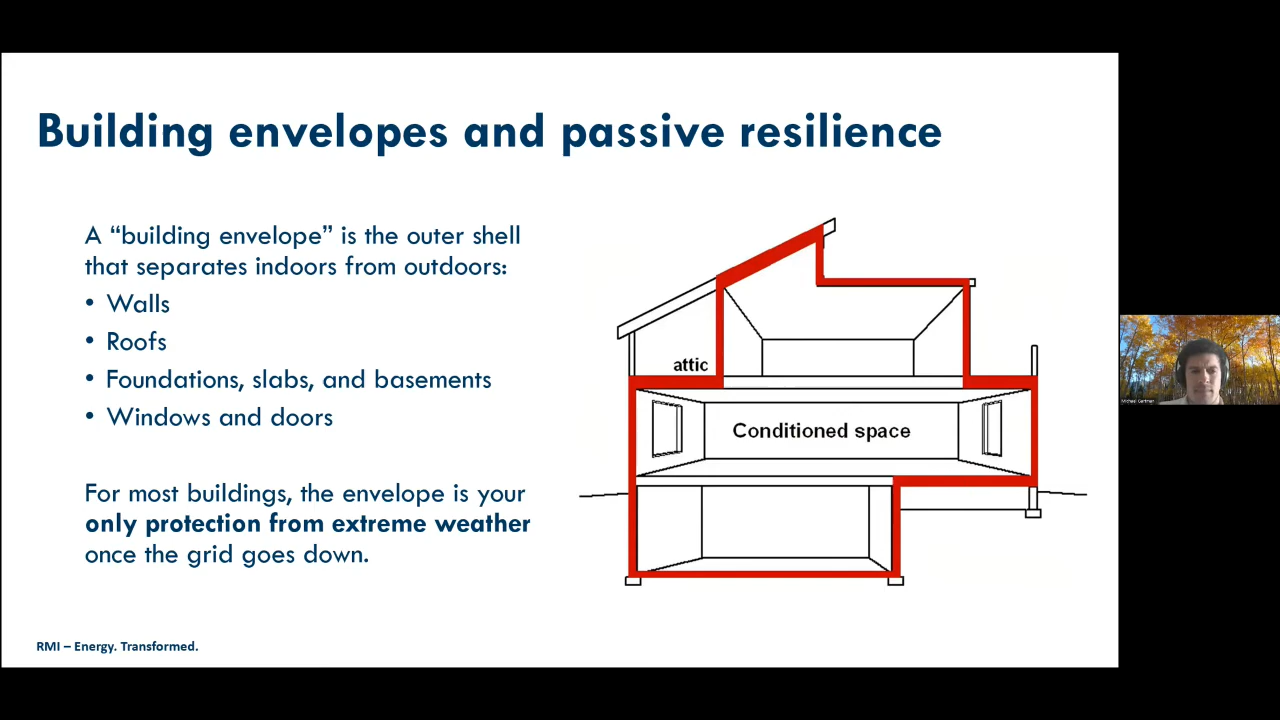 Building envelopes and passive resilience
A “building envelope” is the outer shell
that separates indoors from outdoors:
• Walls
• Roofs
• Foundations, slabs, and basements
• Windows and doors
For most buildings, the envelope is your
only protection from extreme weather
once the grid goes down.
attic
Conditioned space
RMI – Energy. Transformed.
Michael Gartman